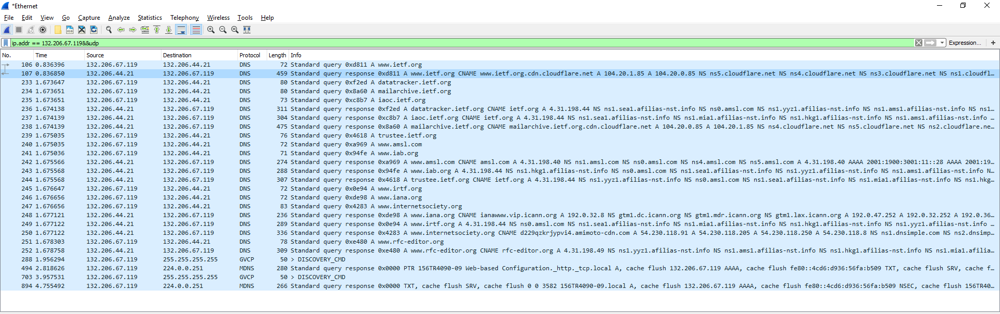 *Ethernet
File Edit View Go Capture Analyze Statistics Telephony Wireless Tools Help
ip.addr == 132.206.67.119&&udp Expression… +
No. Time Source Destination Protocol Length Info
106 0.836396 132.206.67.119 132.206.44.21 DNS 72 Standard query 0xd811 A www.ietf.org
107 0.836850 132.206.44.21 132.206.67.119 DNS 459 Standard query response 0xd811 A www.ietf.org CNAME www.ietf.org.cdn.cloudflare.net A 104.20.1.85 A 104.20.0.85 NS ns5.cloudflare.net NS ns4.cloudflare.net NS ns3.cloudflare.net NS ns1.cloudfl…
233 1.673647 132.206.67.119 132.206.44.21 DNS 80 Standard query 0xf2ed A datatracker.ietf.org
234 1.673651 132.206.67.119 132.206.44.21 DNS 80 Standard query 0x8a60 A mailarchive.ietf.org
235 1.673651 132.206.67.119 132.206.44.21 DNS 73 Standard query 0xc8b7 A iaoc.ietf.org
236 1.674138 132.206.44.21 132.206.67.119 DNS 311 Standard query response 0xf2ed A datatracker.ietf.org CNAME ietf.org A 4.31.198.44 NS ns1.sea1.afilias-nst.info NS ns0.amsl.com NS ns1.yyz1.afilias-nst.info NS ns1.ams1.afilias-nst.info NS ns1…
237 1.674139 132.206.44.21 132.206.67.119 DNS 304 Standard query response 0xc8b7 A iaoc.ietf.org CNAME ietf.org A 4.31.198.44 NS ns1.sea1.afilias-nst.info NS ns1.mia1.afilias-nst.info NS ns1.hkg1.afilias-nst.info NS ns1.ams1.afilias-nst.info …
238 1.674139 132.206.44.21 132.206.67.119 DNS 475 Standard query response 0x8a60 A mailarchive.ietf.org CNAME mailarchive.ietf.org.cdn.cloudflare.net A 104.20.0.85 A 104.20.1.85 NS ns4.cloudflare.net NS ns5.cloudflare.net NS ns2.cloudflare.ne…
239 1.675035 132.206.67.119 132.206.44.21 DNS 76 Standard query 0x4618 A trustee.ietf.org
240 1.675035 132.206.67.119 132.206.44.21 DNS 72 Standard query 0xa969 A www.amsl.com
241 1.675036 132.206.67.119 132.206.44.21 DNS 71 Standard query 0x94fe A www.iab.org
242 1.675566 132.206.44.21 132.206.67.119 DNS 274 Standard query response 0xa969 A www.amsl.com CNAME amsl.com A 4.31.198.40 NS ns1.amsl.com NS ns0.amsl.com NS ns4.amsl.com NS ns5.amsl.com A 4.31.198.40 AAAA 2001:1900:3001:11::28 AAAA 2001:19…
243 1.675568 132.206.44.21 132.206.67.119 DNS 288 Standard query response 0x94fe A www.iab.org A 4.31.198.44 NS ns1.hkg1.afilias-nst.info NS ns0.amsl.com NS ns1.sea1.afilias-nst.info NS ns1.yyz1.afilias-nst.info NS ns1.ams1.afilias-nst.info N…
244 1.675568 132.206.44.21 132.206.67.119 DNS 307 Standard query response 0x4618 A trustee.ietf.org CNAME ietf.org A 4.31.198.44 NS ns1.yyz1.afilias-nst.info NS ns0.amsl.com NS ns1.sea1.afilias-nst.info NS ns1.mia1.afilias-nst.info NS ns1.hkg…
245 1.676647 132.206.67.119 132.206.44.21 DNS 72 Standard query 0x0e94 A www.irtf.org
246 1.676656 132.206.67.119 132.206.44.21 DNS 72 Standard query 0xde98 A www.iana.org
247 1.676656 132.206.67.119 132.206.44.21 DNS 83 Standard query 0x4283 A www.internetsociety.org
248 1.677121 132.206.44.21 132.206.67.119 DNS 236 Standard query response 0xde98 A www.iana.org CNAME ianawww.vip.icann.org A 192.0.32.8 NS gtm1.dc.icann.org NS gtm1.mdr.icann.org NS gtm1.lax.icann.org A 192.0.47.252 A 192.0.32.252 A 192.0.36…
249 1.677122 132.206.44.21 132.206.67.119 DNS 289 Standard query response 0x0e94 A www.irtf.org A 4.31.198.44 NS ns0.amsl.com NS ns1.sea1.afilias-nst.info NS ns1.mia1.afilias-nst.info NS ns1.hkg1.afilias-nst.info NS ns1.yyz1.afilias-nst.info …
250 1.677122 132.206.44.21 132.206.67.119 DNS 336 Standard query response 0x4283 A www.internetsociety.org CNAME d229qzkrjypvi4.amimoto-cdn.com A 54.230.118.91 A 54.230.118.205 A 54.230.118.250 A 54.230.118.8 NS ns1.dnsimple.com NS ns2.dnsimp…
251 1.678303 132.206.67.119 132.206.44.21 DNS 78 Standard query 0xe480 A www.rfc-editor.org
252 1.678758 132.206.44.21 132.206.67.119 DNS 309 Standard query response 0xe480 A www.rfc-editor.org CNAME rfc-editor.org A 4.31.198.49 NS ns1.yyz1.afilias-nst.info NS ns1.ams1.afilias-nst.info NS ns1.hkg1.afilias-nst.info NS ns1.mia1.afilia…
288 1.956294 132.206.67.119 255.255.255.255 GVCP 50 > DISCOVERY_CMD
494 2.818626 132.206.67.119 224.0.0.251 MDNS 280 Standard query response 0x0000 PTR 156TR4090-09 Web-based Configuration._http._tcp.local A, cache flush 132.206.67.119 AAAA, cache flush fe80::4cd6:d936:56fa:b509 TXT, cache flush SRV, cache f…
703 3.957531 132.206.67.119 255.255.255.255 GVCP 50 > DISCOVERY_CMD
894 4.755492 132.206.67.119 224.0.0.251 MDNS 266 Standard query response 0x0000 TXT, cache flush SRV, cache flush 0 0 3582 156TR4090-09.local A, cache flush 132.206.67.119 AAAA, cache flush fe80::4cd6:d936:56fa:b509 NSEC, cache flush 156TR40…